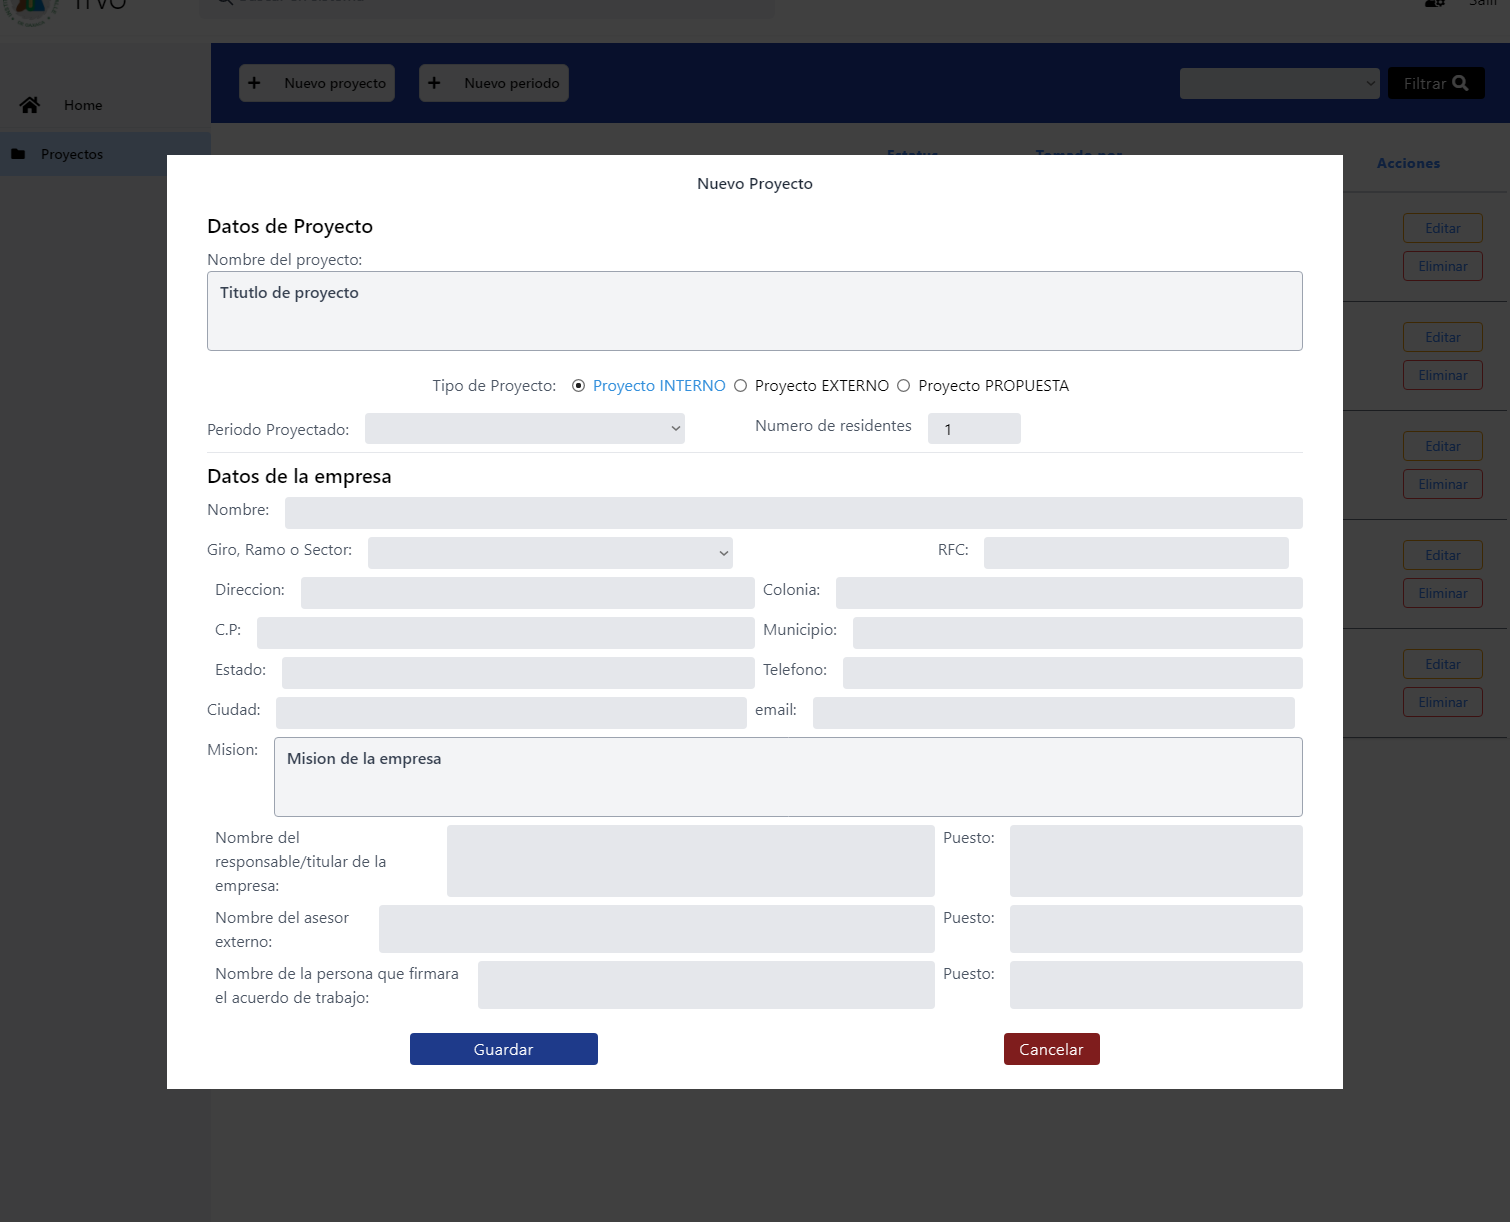 ITVO
Buscar en sistema
Salir
Nuevo proyecto
Nuevo periodo
Filtrar
Home
Proyectos
Estatus
Tomado por
Acciones
Nuevo Proyecto
Datos de Proyecto
Nombre del proyecto:
Titutlo de proyecto
Tipo de Proyecto: Proyecto INTERNO Proyecto EXTERNO Proyecto PROPUESTA
Periodo Proyectado:
Numero de residentes 1
Datos de la empresa
Nombre:
Giro, Ramo o Sector:
RFC:
Direccion:
Colonia:
C.P:
Municipio:
Estado:
Telefono:
Ciudad:
email:
Mision:
Mision de la empresa
Nombre del
responsable/titular de la
empresa:
Puesto:
Nombre del asesor
externo:
Puesto:
Nombre de la persona que firmara
el acuerdo de trabajo:
Puesto:
Guardar
Cancelar
Editar
Eliminar
Editar
Eliminar
Editar
Eliminar
Editar
Eliminar
Editar
Eliminar